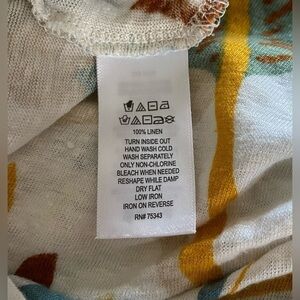 100% LINEN
TURN INSIDE OUT
HAND WASH COLD
WASH SEPARATELY
ONLY NON-CHLORINE
BLEACH WHEN NEEDED
RESHAPE WHILE DAMP
DRY FLAT
LOW IRON
IRON ON REVERSE
RN# 75343